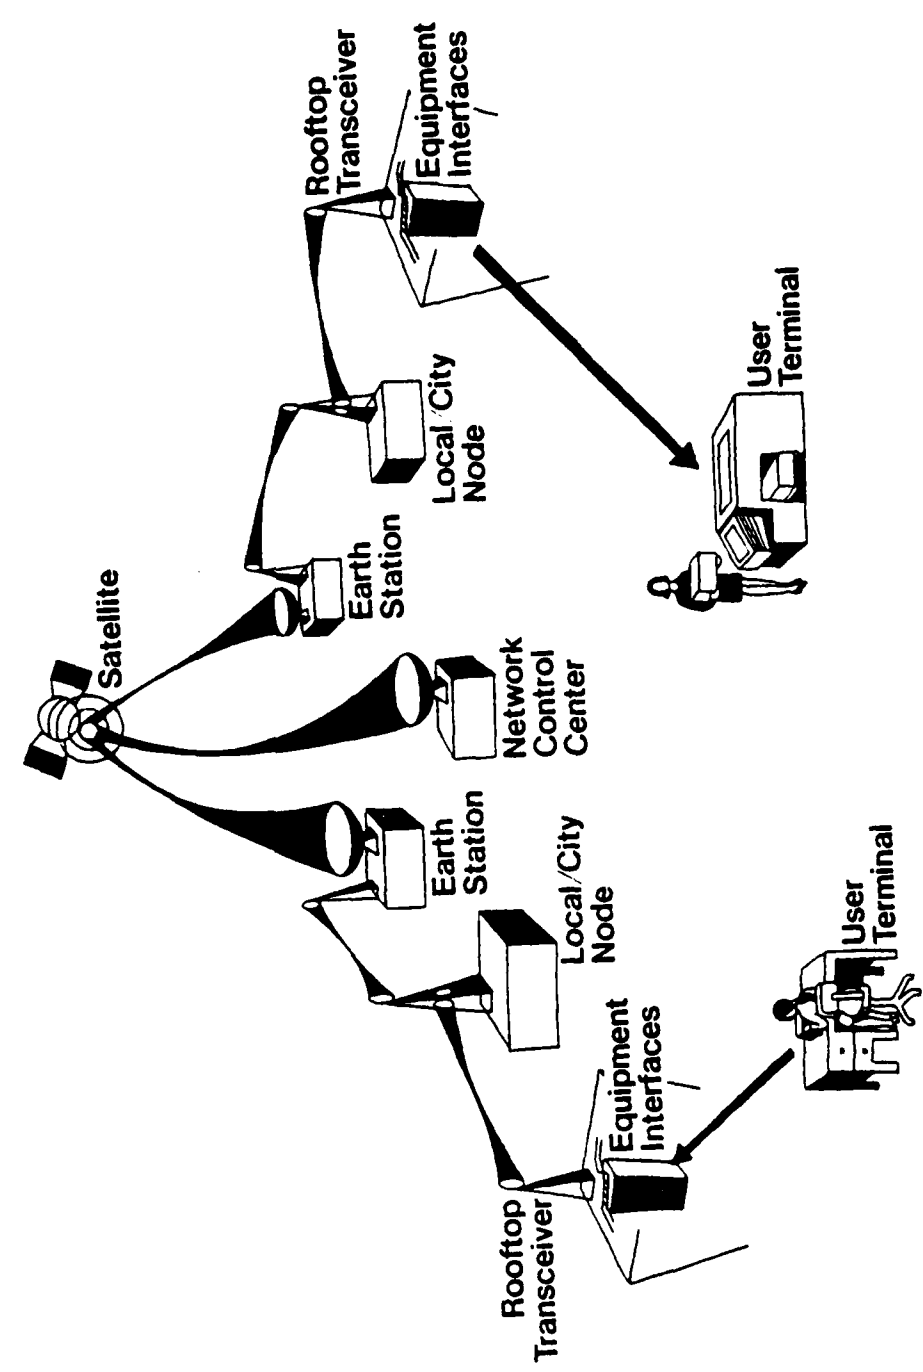 Satellite
Rooftop
Transceiver
Equipment
Interfaces
Local/City
Node
Earth
Station
Network
Control
Center
Earth
Station
Local/City
Node
Rooftop
Transceiver
Equipment
Interfaces
User
Terminal
User
Terminal